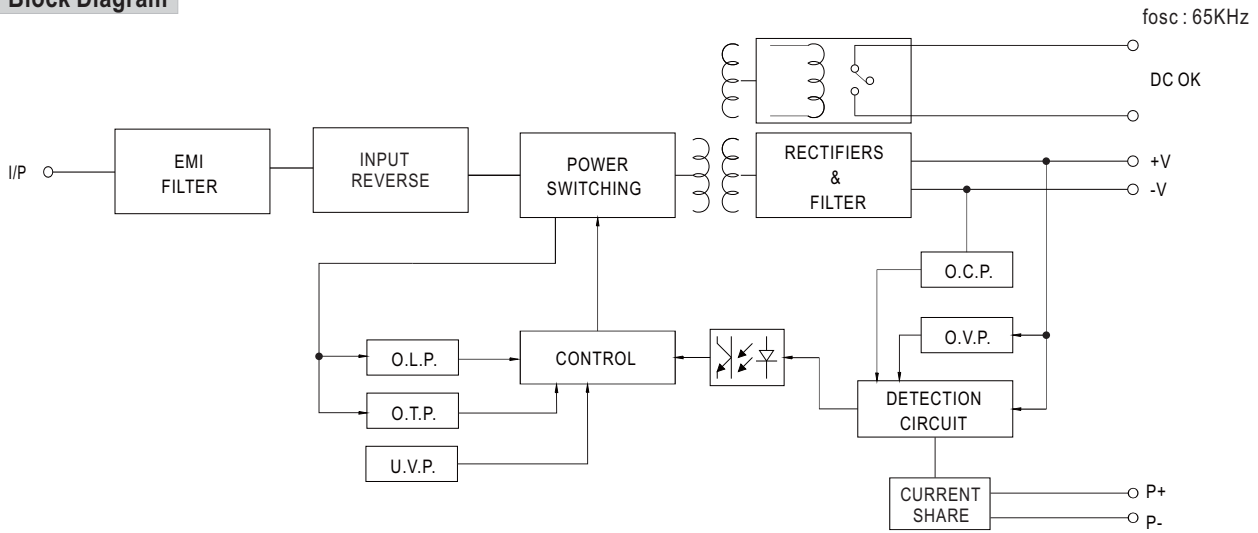 Block Diagram
fosc : 65KHz
DC OK
I/P
EMI
FILTER
INPUT
REVERSE
POWER
SWITCHING
RECTIFIERS
&
FILTER
+V
-V
O.C.P.
O.V.P.
O.L.P.
CONTROL
O.T.P.
DETECTION
CIRCUIT
U.V.P.
CURRENT
SHARE
P+
P-